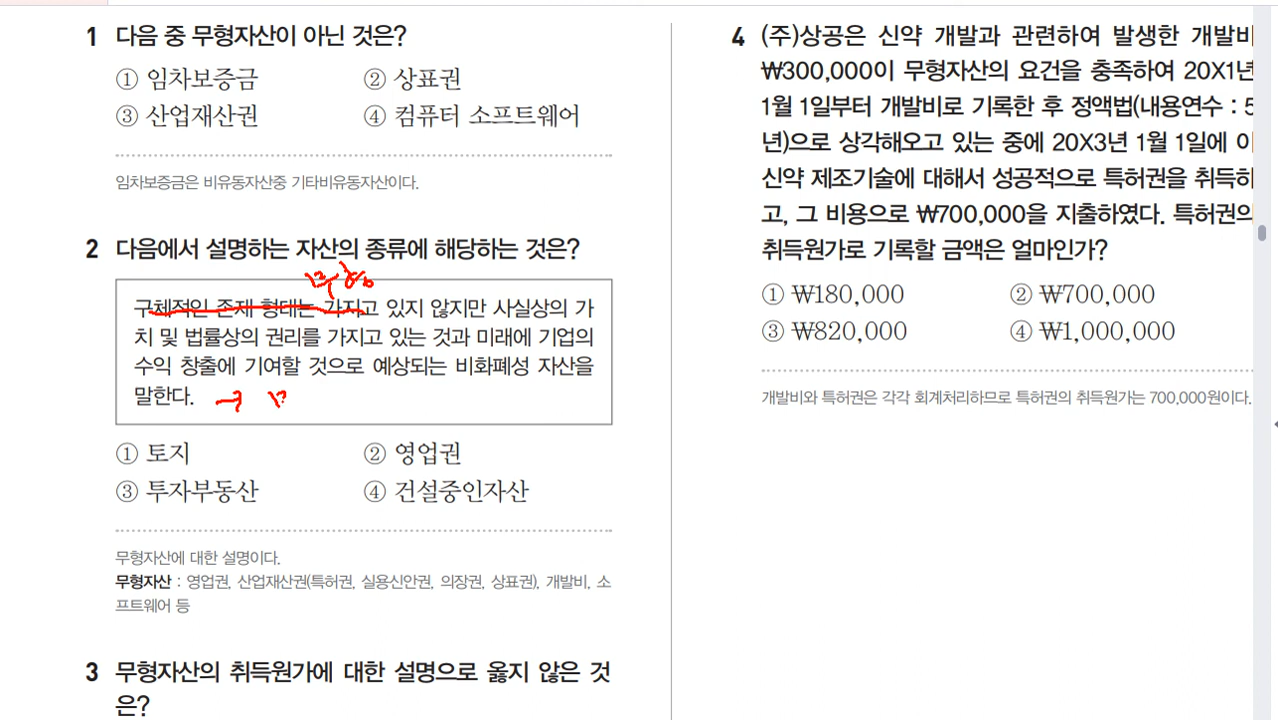 1 다음 중 무형자산이 아닌 것은?
① 임차보증금 ② 상표권
③ 산업재산권 ④ 컴퓨터 소프트웨어
임차보증금은 비유동자산중 기타비유동자산이다.
2 다음에서 설명하는 자산의 종류에 해당하는 것은?
무형
구체적인 존재 형태는 가지고 있지 않지만 사실상의 가
치 및 법률상의 권리를 가지고 있는 것과 미래에 기업의
수익 창출에 기여할 것으로 예상되는 비화폐성 자산을
말한다.
① 토지 ② 영업권
③ 투자부동산 ④ 건설중인자산
무형자산에 대한 설명이다.
무형자산 : 영업권, 산업재산권(특허권, 실용신안권, 의장권, 상표권), 개발비, 소
프트웨어 등
3 무형자산의 취득원가에 대한 설명으로 옳지 않은 것
은?
4 (주)상공은 신약 개발과 관련하여 발생한 개발비
₩300,000이 무형자산의 요건을 충족하여 20X1년
1월 1일부터 개발비로 기록한 후 정액법(내용연수 : 5
년)으로 상각해오고 있는 중에 20X3년 1월 1일에 이
신약 제조기술에 대해서 성공적으로 특허권을 취득하
고, 그 비용으로 ₩700,000을 지출하였다. 특허권의
취득원가로 기록할 금액은 얼마인가?
① ₩180,000 ② ₩700,000
③ ₩820,000 ④ ₩1,000,000
개발비와 특허권은 각각 회계처리하므로 특허권의 취득원가는 700,000원이다.